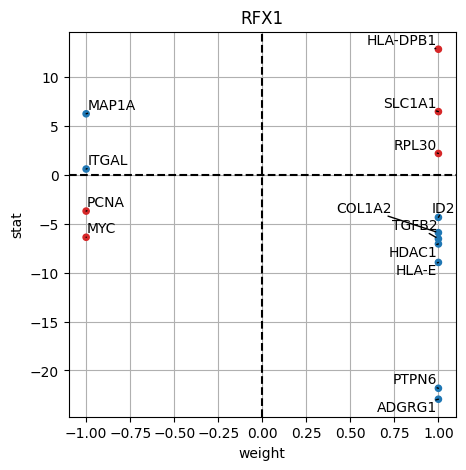 RFX1
HLA-DPB1
SLC1A1
RPL30
MAP1A
ITGAL
PCNA
MYC
COL1A2
ID2
TGFB2
HDAC1
HLA-E
PTPN6
ADGRG1
stat
10
5
0
−5
−10
−15
−20
−1.00 −0.75 −0.50 −0.25 0.00 0.25 0.50 0.75 1.00
weight